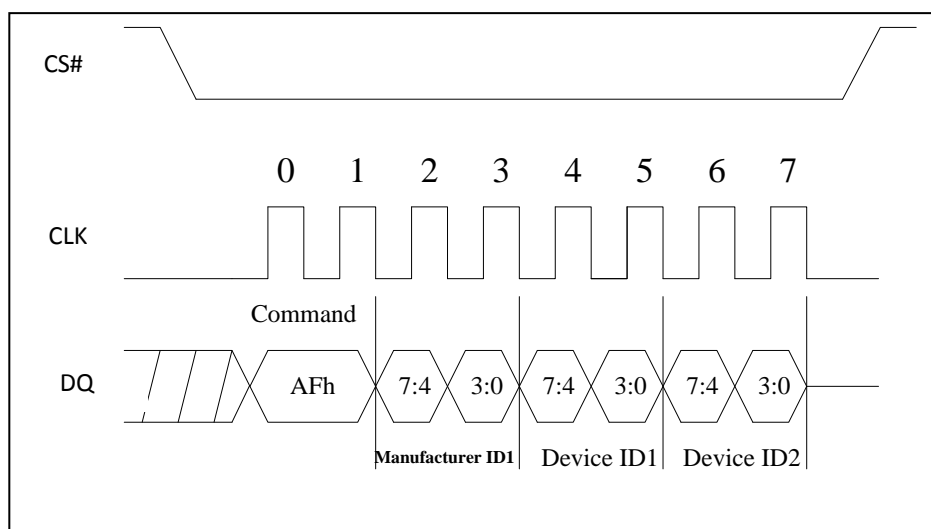 CS#
0 1 2 3 4 5 6 7
CLK
Command
DQ
AFh 7:4 3:0 7:4 3:0 7:4 3:0
Manufacturer ID1 Device ID1 Device ID2